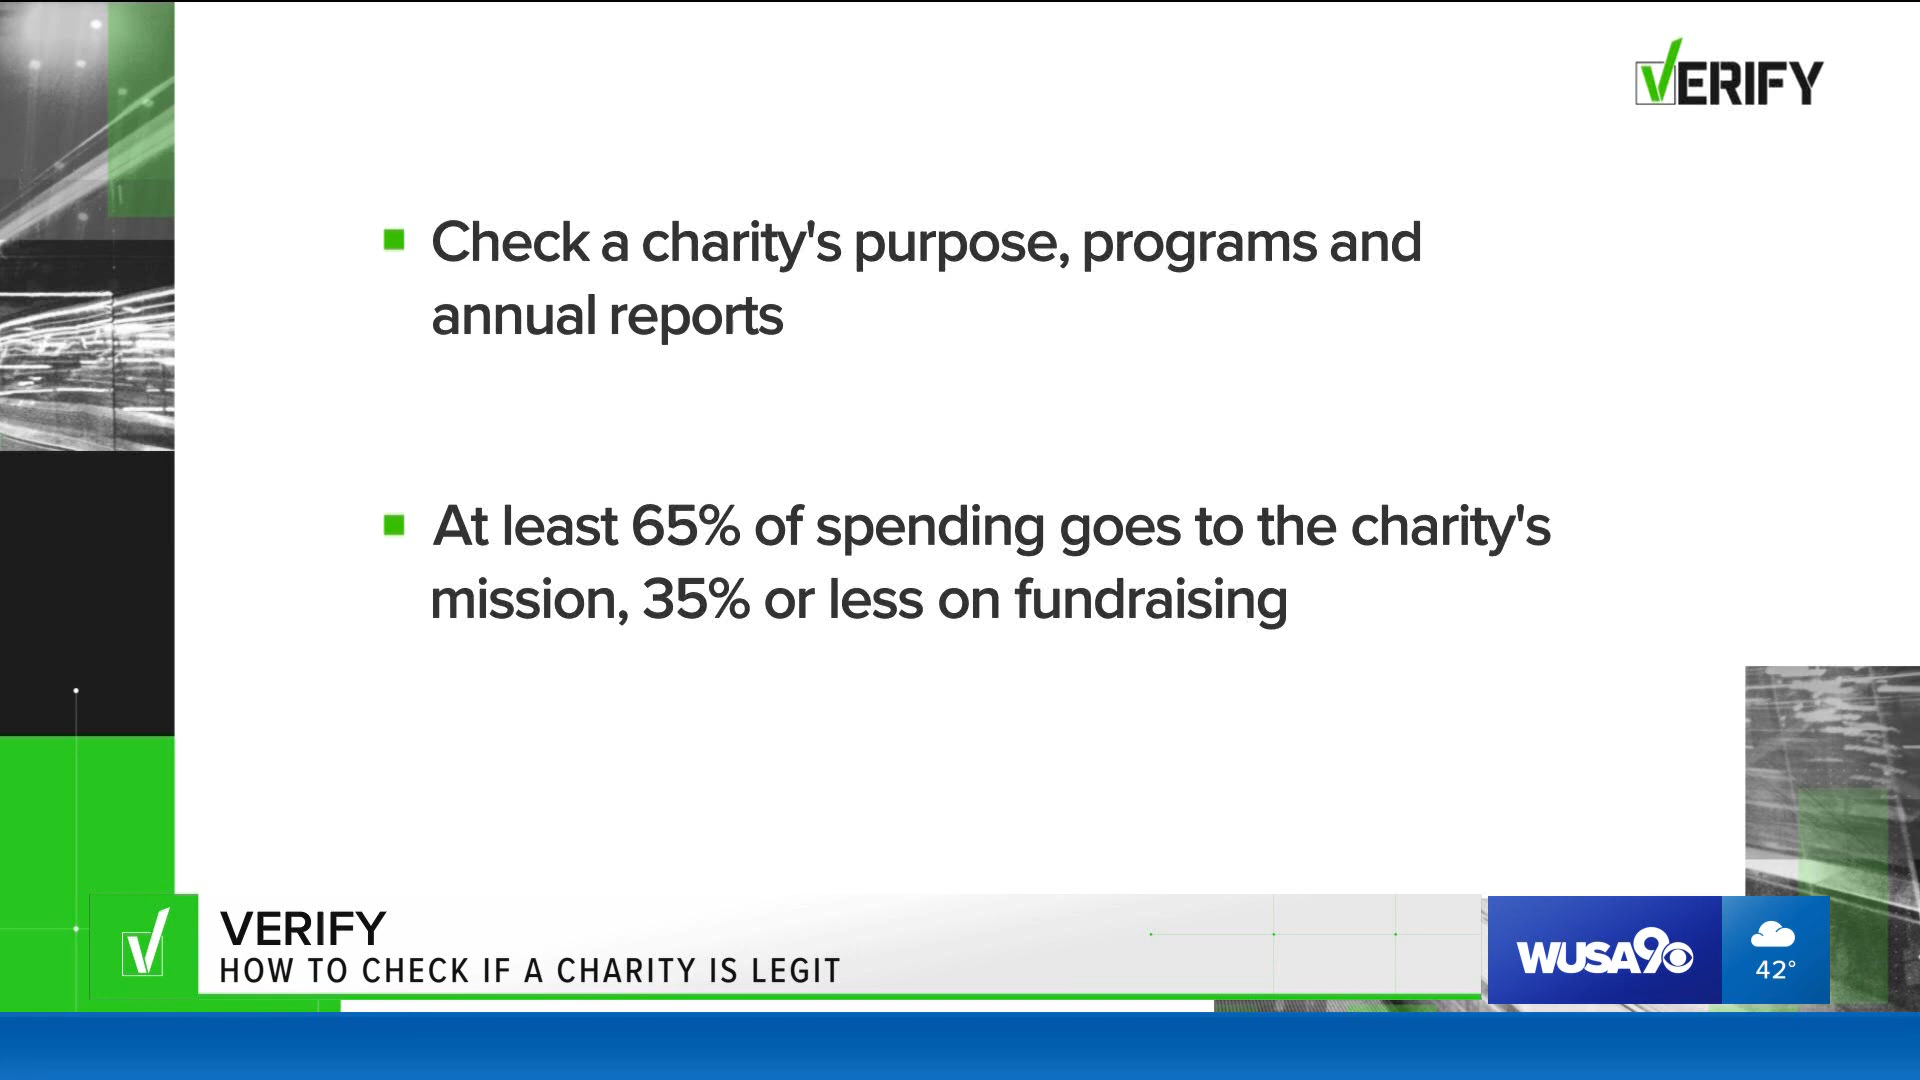 VERIFY
Check a charity's purpose, programs and
annual reports
At least 65% of spending goes to the charity's
mission, 35% or less on fundraising
VERIFY
HOW TO CHECK IF A CHARITY IS LEGIT
WUSA9
42°